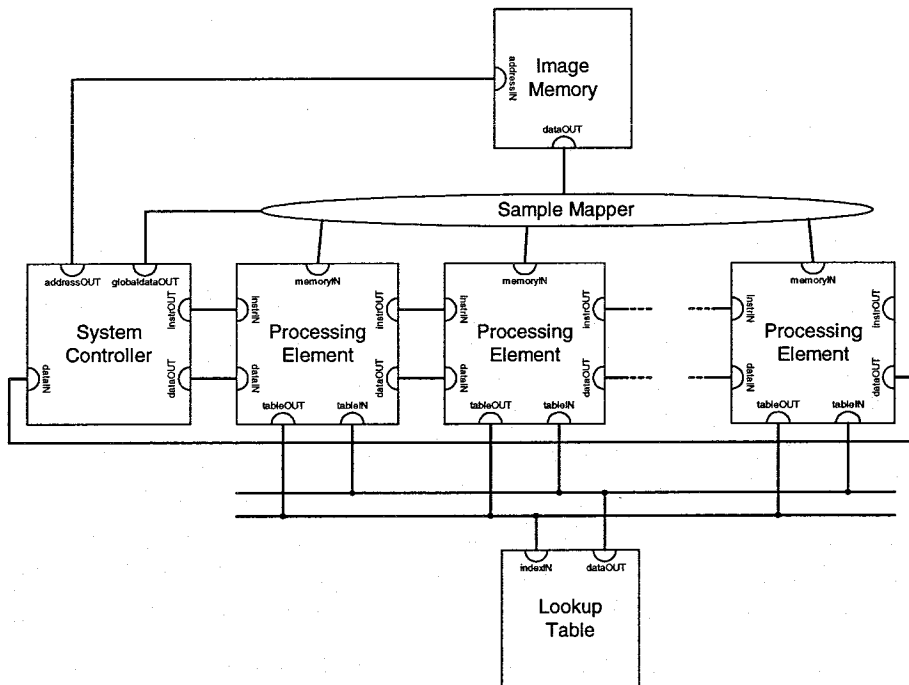 Image
Memory
addressIN
dataOUT
Sample Mapper
addressOUT
globaldataOUT
instrOUT
System
Controller
dataIN
dataOUT
memoryIN
instrIN
instrOUT
Processing
Element
dataIN
dataOUT
tableOUT
tableIN
memoryIN
instrIN
instrOUT
Processing
Element
dataIN
dataOUT
tableOUT
tableIN
memoryIN
instrIN
instrOUT
Processing
Element
dataIN
dataOUT
tableOUT
tableIN
indexIN
dataOUT
Lookup
Table